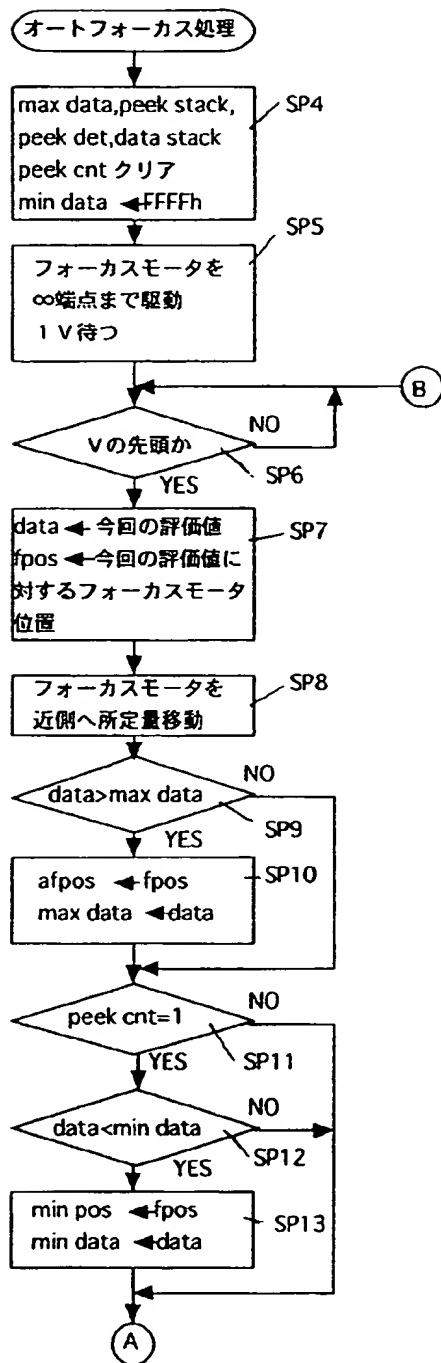 オートフォーカス処理
max data,peek stack,
peek det,data stack
peek cnt クリア
min data ←FFFFh
SP4
フォーカスモータを
∞端点まで駆動
1 V 待つ
SP5
B
Vの先頭か
NO
SP6
YES
data ← 今回の評価値
fpos ←今回の評価値に
対するフォーカスモータ
位置
SP7
フォーカスモータを
近側へ所定量移動
SP8
data>max data
NO
SP9
YES
afpos ←fpos
max data ←data
SP10
peek cnt=1
NO
SP11
YES
data<min data
NO
SP12
YES
min pos ←fpos
min data ←data
SP13
A